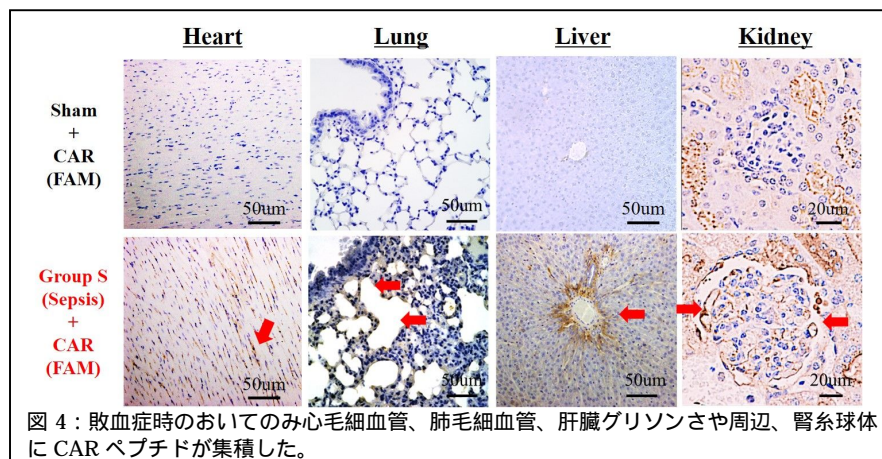 Heart Lung Liver Kidney
Sham
+
CAR
(FAM)
50um 50um 50um 20um
Group S
(Sepsis)
+
CAR
(FAM)
50um 50um 50um 20um
図 4：敗血症時のおいてのみ心毛細血管、肺毛細血管、肝臓グリソンさや周辺、腎糸球体
に CAR ペプチドが集積した。